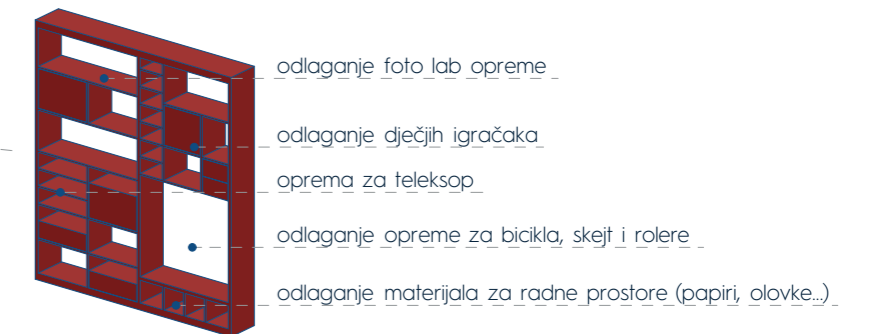 odlaganje foto lab opreme
odlaganje dječjih igračaka
oprema za teleksop
odlaganje opreme za bicikla, skejt i rolere
odlaganje materijala za radne prostore (papiri, olovke...)